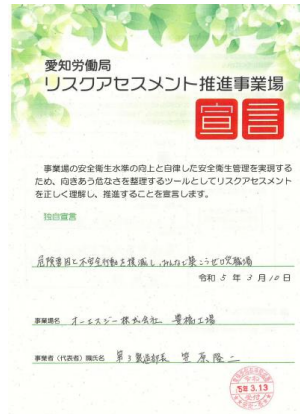 愛知労働局
リスクアセスメント推進事業場
宣言
事業場の安全衛生水準の向上と自律した安全衛生管理を実現する
ため、向きあう危なさを整理するツールとしてリスクアセスメント
を正しく理解し、推進することを宣言します。
独自宣言
危険要因と不安全行動を撲滅し、みんなで築こうゼロ災職場
令和 5 年 3 月 10 日
事業場名 オーエスジー株式会社 豊橋工場
事業者（代表者）職氏名 第3製造部長 笠原隆二
5.3.13